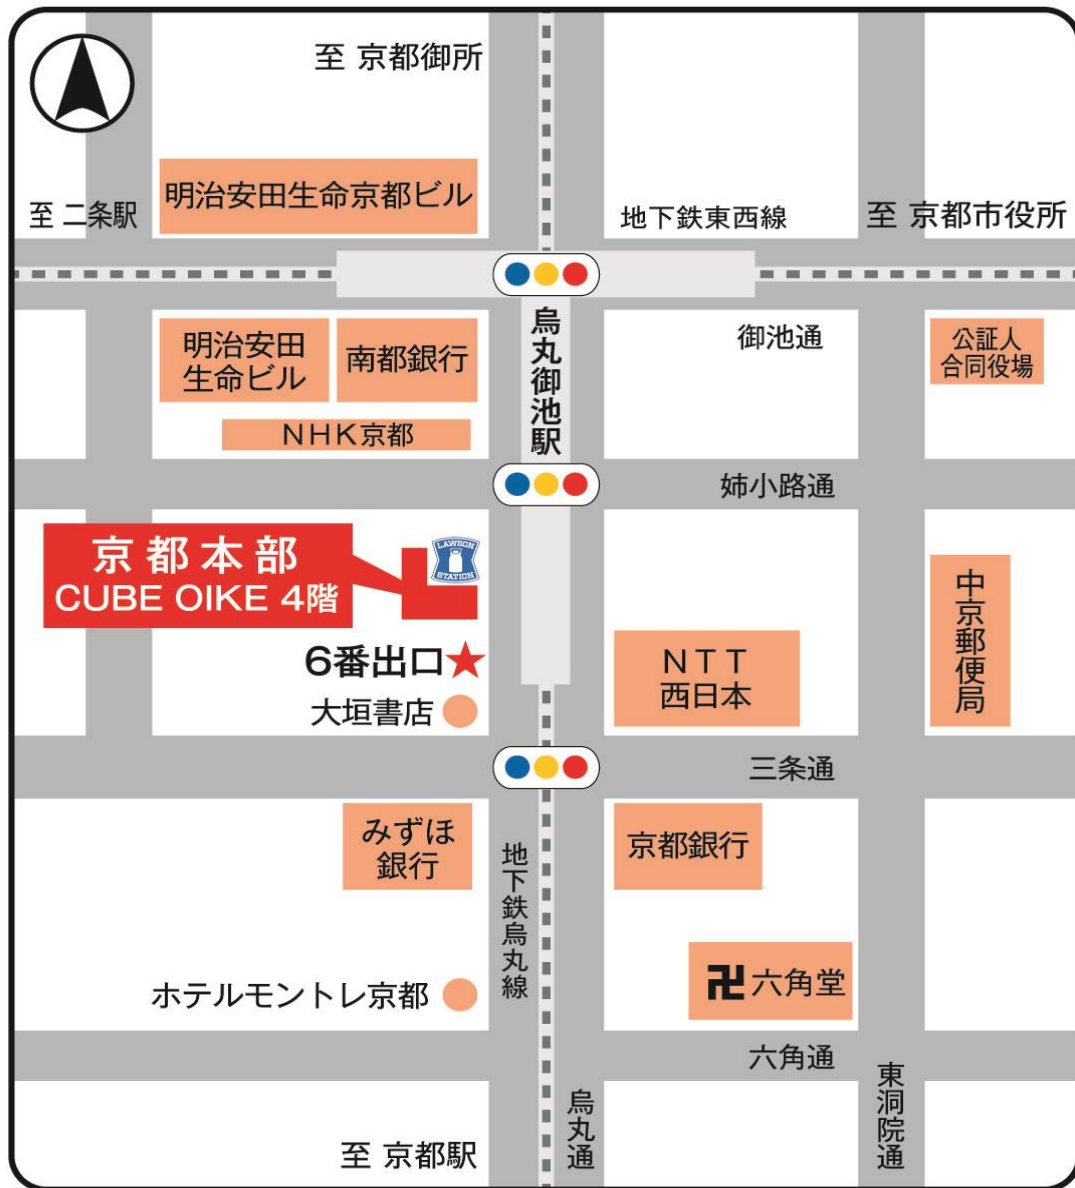 至 京都御所
明治安田生命京都ビル
至 二条駅
地下鉄東西線
至 京都市役所
烏丸御池駅
明治安田
生命ビル
南都銀行
御池通
公証人
合同役場
NHK京都
姉小路通
京都本部
CUBE OIKE 4階
LAWSON
STATION
6番出口
大垣書店
NTT
西日本
中京郵便局
三条通
みずほ
銀行
地下鉄烏丸線
京都銀行
ホテルモントレ京都
卍六角堂
六角通
至 京都駅
烏丸通
東洞院通